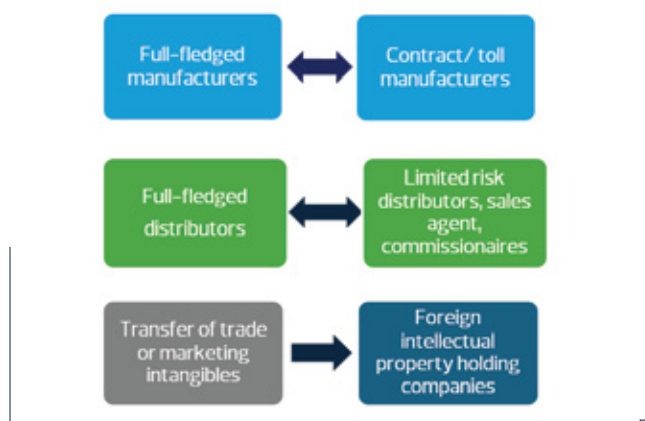 Full-fledged
manufacturers
Contract/ toll
manufacturers
Full-fledged
distributors
Limited risk
distributors, sales
agent,
commissionaires
Transfer of trade
or marketing
intangibles
Foreign
intellectual
property holding
companies